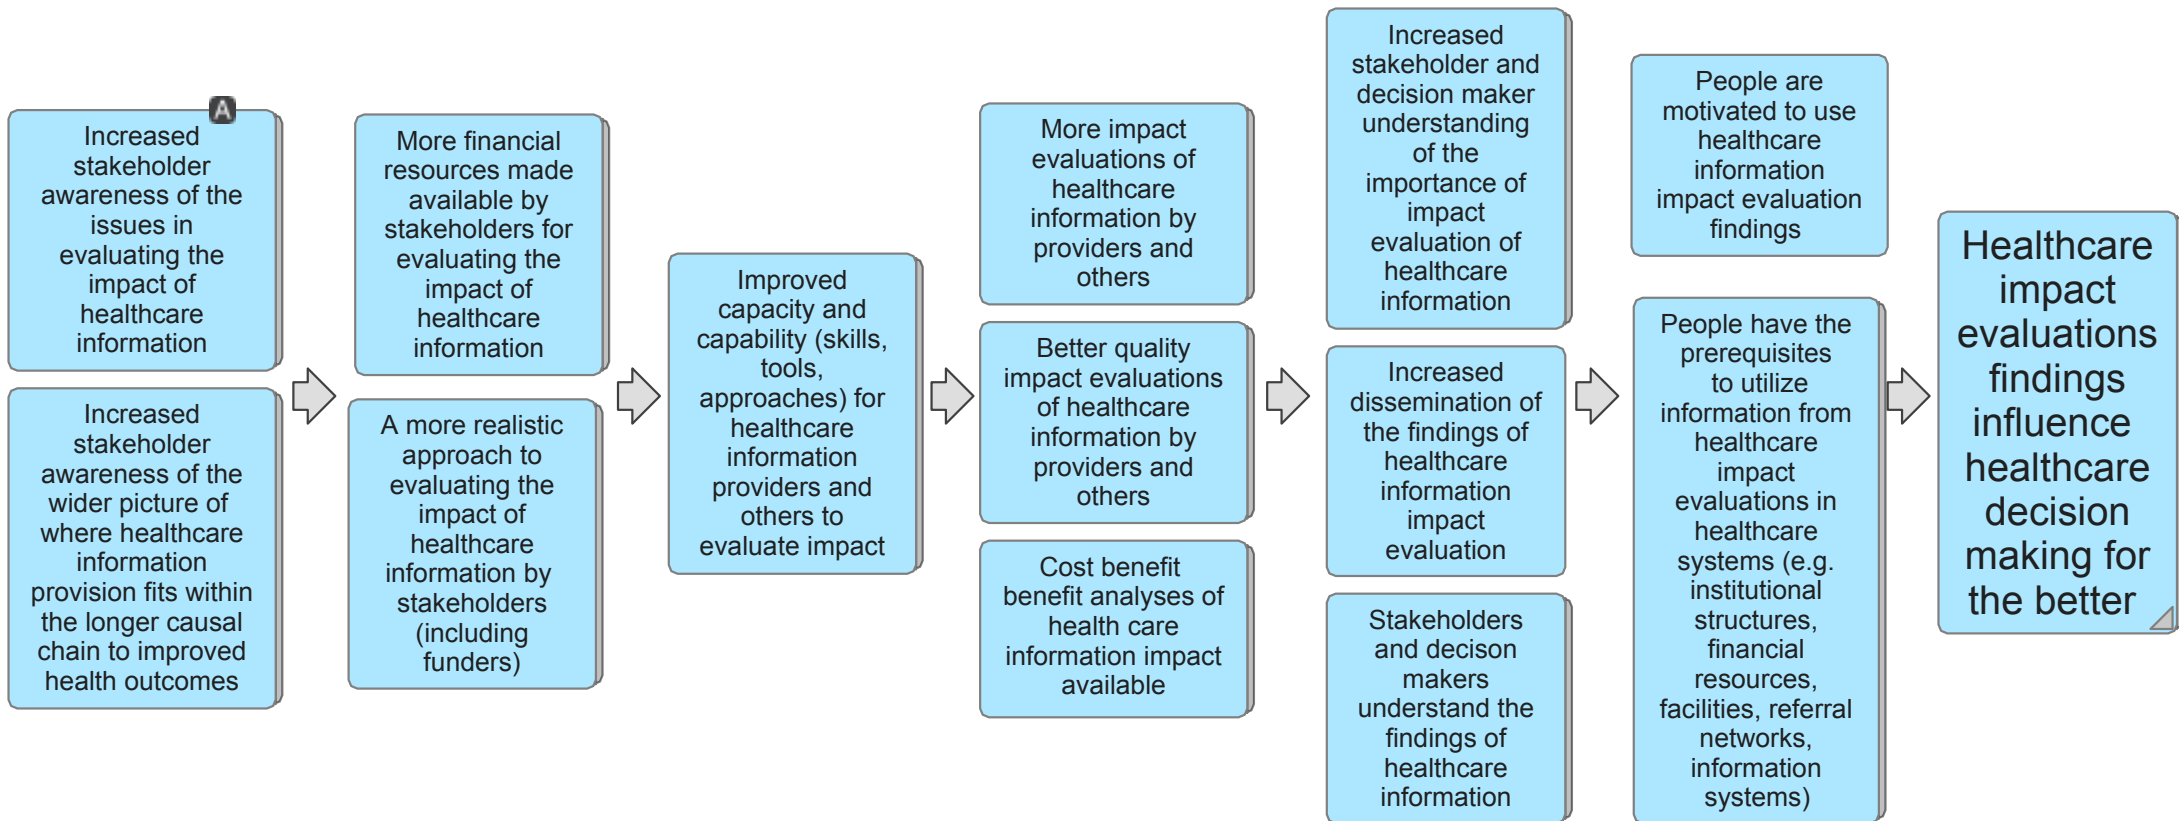 A
Increased
stakeholder
awareness of the
issues in
evaluating the
impact of
healthcare
information
Increased
stakeholder
awareness of the
wider picture of
where healthcare
information
provision fits within
the longer causal
chain to improved
health outcomes
More financial
resources made
available by
stakeholders for
evaluating the
impact of
healthcare
information
A more realistic
approach to
evaluating the
impact of
healthcare
information by
stakeholders
(including
funders)
Improved
capacity and
capability (skills,
tools,
approaches) for
healthcare
information
providers and
others to
evaluate impact
More impact
evaluations of
healthcare
information by
providers and
others
Better quality
impact evaluations
of healthcare
information by
providers and
others
Cost benefit
benefit analyses of
health care
information impact
available
Increased
stakeholder and
decision maker
understanding
of the
importance of
impact
evaluation of
healthcare
information
Increased
dissemination of
the findings of
healthcare
information
impact
evaluation
Stakeholders
and decison
makers
understand the
findings of
healthcare
information
People are
motivated to use
healthcare
information
impact evaluation
findings
People have the
prerequisites
to utilize
information from
healthcare
impact
evaluations in
healthcare
systems (e.g.
institutional
structures,
financial
resources,
facilities, referral
networks,
information
systems)
Healthcare
impact
evaluations
findings
influence
healthcare
decision
making for
the better